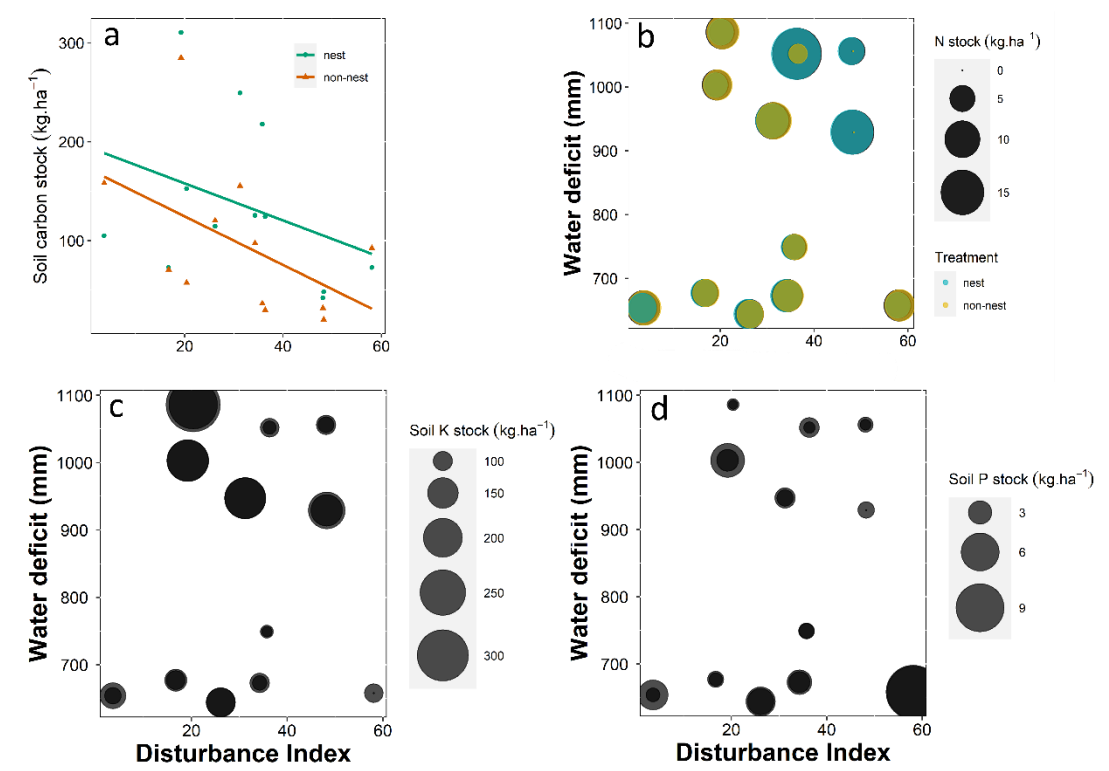 a
Soil carbon stock (kg.ha⁻¹)
300
200
100
20
40
60
nest
non-nest
b
Water deficit (mm)
1100
1000
900
800
700
20
40
60
N stock (kg.ha ⁻¹)
0
5
10
15
Treatment
nest
non-nest
c
Water deficit (mm)
1100
1000
900
800
700
20
40
60
Disturbance Index
Soil K stock (kg.ha⁻¹)
100
150
200
250
300
d
Water deficit (mm)
1100
1000
900
800
700
20
40
60
Disturbance Index
Soil P stock (kg.ha⁻¹)
3
6
9